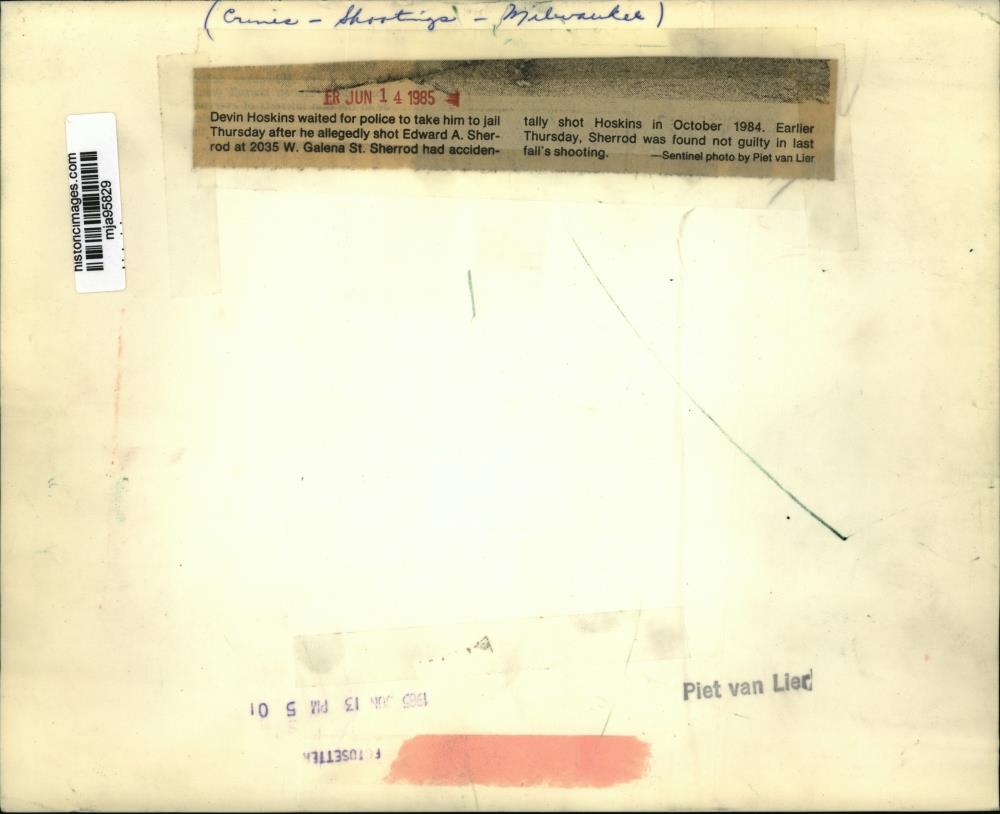 (Crimes - Shootings - Milwaukee)
ER JUN 14 1985
Devin Hoskins waited for police to take him to jail
Thursday after he allegedly shot Edward A. Sher-
rod at 2035 W. Galena St. Sherrod had acciden-
tally shot Hoskins in October 1984. Earlier
Thursday, Sherrod was found not guilty in last
fall's shooting. —Sentinel photo by Piet van Lier
historicimages.com
mja95829
Piet van Lier
1985 JUN 13 PM 5 01
FOTOSETTER